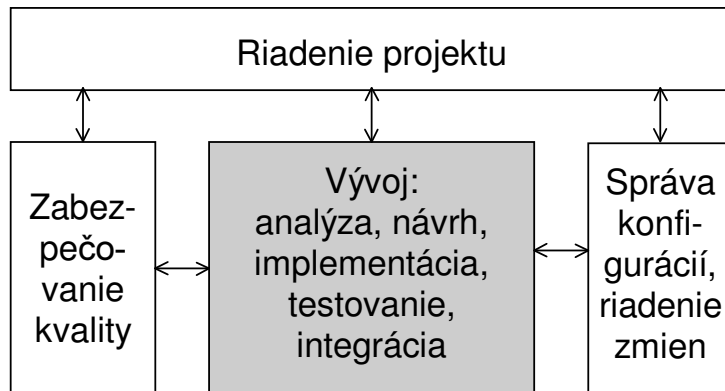 Riadenie projektu
Zabez-
pečo-
vanie
kvality
Vývoj:
analýza, návrh,
implementácia,
testovanie,
integrácia
Správa
konfi-
gurácií,
riadenie
zmien